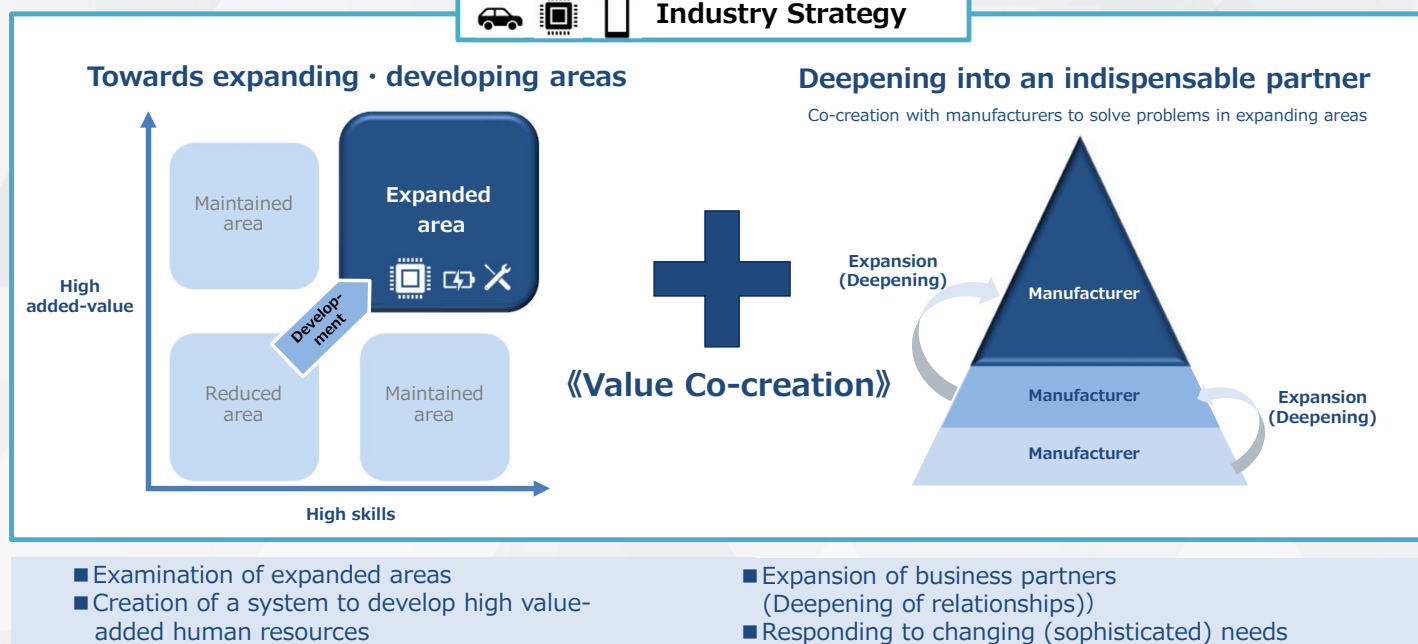 Industry Strategy
Towards expanding・developing areas
Maintained
area
Expanded
area
High
added-value
Develop-
ment
Reduced
area
Maintained
area
High skills
《Value Co-creation》
Deepening into an indispensable partner
Co-creation with manufacturers to solve problems in expanding areas
Expansion
(Deepening)
Manufacturer
Manufacturer
Expansion
(Deepening)
Manufacturer
■Examination of expanded areas
■Creation of a system to develop high value-
added human resources
■Expansion of business partners
(Deepening of relationships))
■Responding to changing (sophisticated) needs